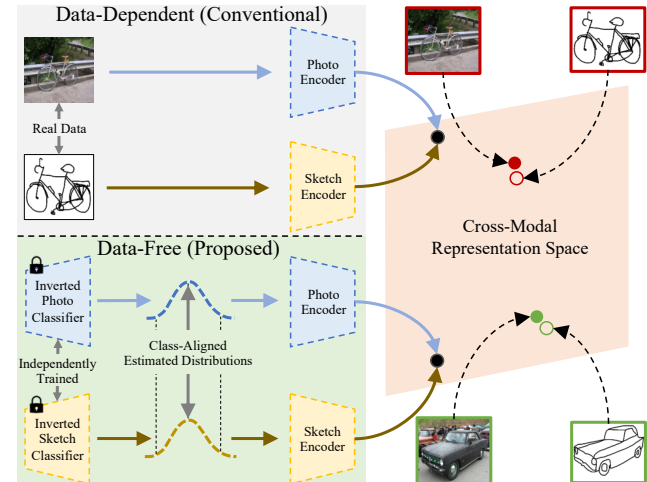 Data-Dependent (Conventional)
Photo
Encoder
Real Data
Sketch
Encoder
Cross-Modal
Representation Space
Data-Free (Proposed)
Inverted
Photo
Classifier
Photo
Encoder
Independently
Trained
Class-Aligned
Estimated Distributions
Inverted
Sketch
Classifier
Sketch
Encoder